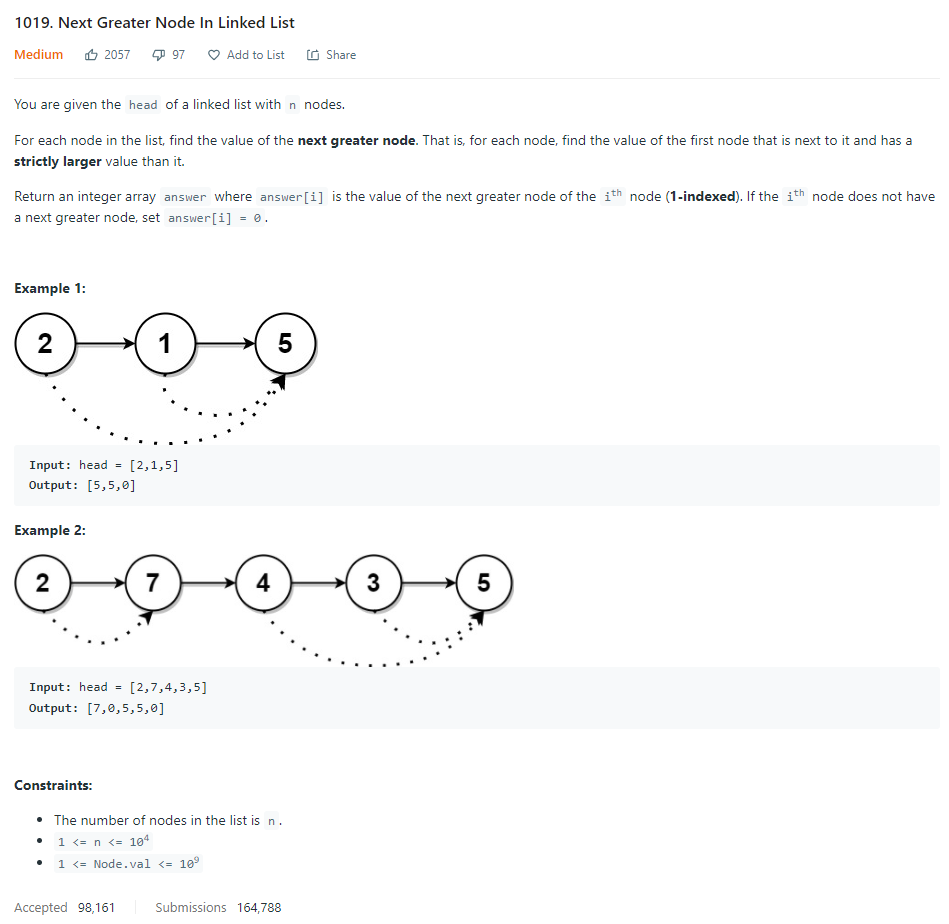 1019. Next Greater Node In Linked List
Medium 2057 97 Add to List Share
You are given the head of a linked list with n nodes.
For each node in the list, find the value of the next greater node. That is, for each node, find the value of the first node that is next to it and has a
strictly larger value than it.
Return an integer array answer where answer[i] is the value of the next greater node of the ith node (1-indexed). If the ith node does not have
a next greater node, set answer[i] = 0.
Example 1:
2 1 5
Input: head = [2,1,5]
Output: [5,5,0]
Example 2:
2 7 4 3 5
Input: head = [2,7,4,3,5]
Output: [7,0,5,5,0]
Constraints:
• The number of nodes in the list is n.
• 1 <= n <= 10⁴
• 1 <= Node.val <= 10⁹
Accepted 98,161 Submissions 164,788